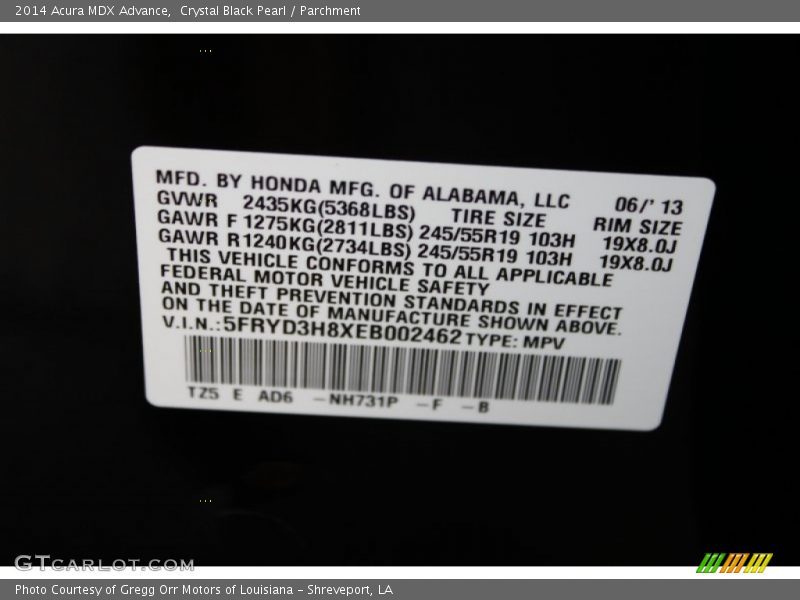 2014 Acura MDX Advance,  Crystal Black Pearl / Parchment
MFD. BY HONDA MFG. OF ALABAMA, LLC 06/' 13
GVWR 2435KG(5368LBS) TIRE SIZE RIM SIZE
GAWR F 1275KG(2811LBS) 245/55R19 103H 19X8.0J
GAWR R 1240KG(2734LBS) 245/55R19 103H 19X8.0J
THIS VEHICLE CONFORMS TO ALL APPLICABLE
FEDERAL MOTOR VEHICLE SAFETY
AND THEFT PREVENTION STANDARDS IN EFFECT
ON THE DATE OF MANUFACTURE SHOWN ABOVE.
V.I.N.:5FRYD3H8XEB002462 TYPE: MPV
TZ5 E AD6 -NH731P -F -B
GTCARLOT.COM
Photo Courtesy of Gregg Orr Motors of Louisiana – Shreveport, LA